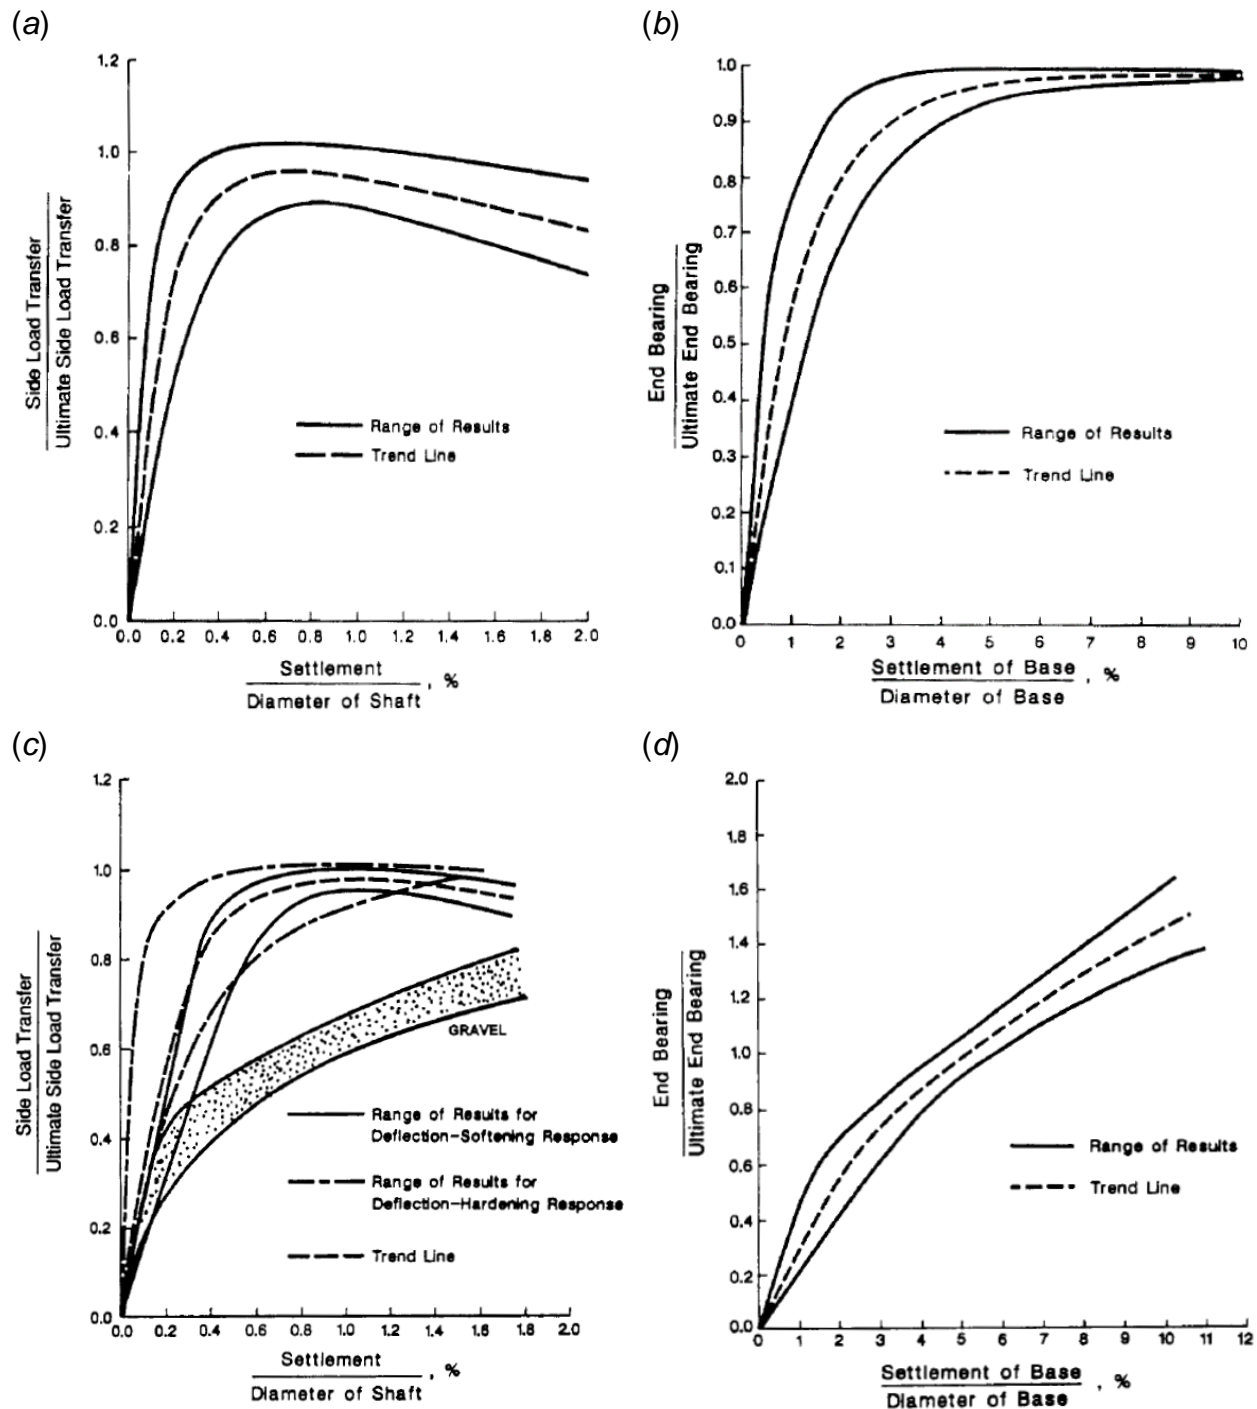 (a)
1.2
1.0
0.8
0.6
0.4
0.2
0.0
Side Load Transfer
Ultimate Side Load Transfer
Range of Results
Trend Line
0.0 0.2 0.4 0.6 0.8 1.0 1.2 1.4 1.6 1.8 2.0
Settlement
Diameter of Shaft
, %
(b)
1.0
0.9
0.8
0.7
0.6
0.5
0.4
0.3
0.2
0.1
0.0
End Bearing
Ultimate End Bearing
Range of Results
Trend Line
0 1 2 3 4 5 6 7 8 9 10
Settlement of Base
Diameter of Base
, %
(c)
1.2
1.0
0.8
0.6
0.4
0.2
0.0
Side Load Transfer
Ultimate Side Load Transfer
GRAVEL
Range of Results for
Deflection-Softening Response
Range of Results for
Deflection-Hardening Response
Trend Line
0.0 0.2 0.4 0.6 0.8 1.0 1.2 1.4 1.6 1.8 2.0
Settlement
Diameter of Shaft
, %
(d)
2.0
1.8
1.6
1.4
1.2
1.0
0.8
0.6
0.4
0.2
0.0
End Bearing
Ultimate End Bearing
Range of Results
Trend Line
0 1 2 3 4 5 6 7 8 9 10 11 12
Settlement of Base
Diameter of Base
, %